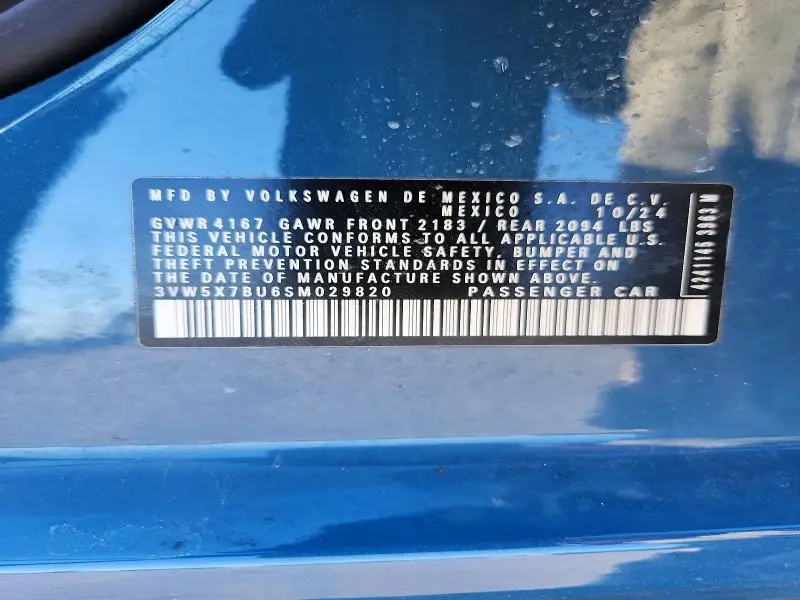 MFD BY VOLKSWAGEN DE MEXICO S.A. DE C.V.
MEXICO 10/24
GVWR 4167 GAWR FRONT 2183 / REAR 2094 LBS
THIS VEHICLE CONFORMS TO ALL APPLICABLE U.S.
FEDERAL MOTOR VEHICLE SAFETY, BUMPER AND
THEFT PREVENTION STANDARDS IN EFFECT ON
THE DATE OF MANUFACTURE SHOWN ABOVE.
3VW5X7BU6SM029820 PASSENGER CAR
4241146 363 M